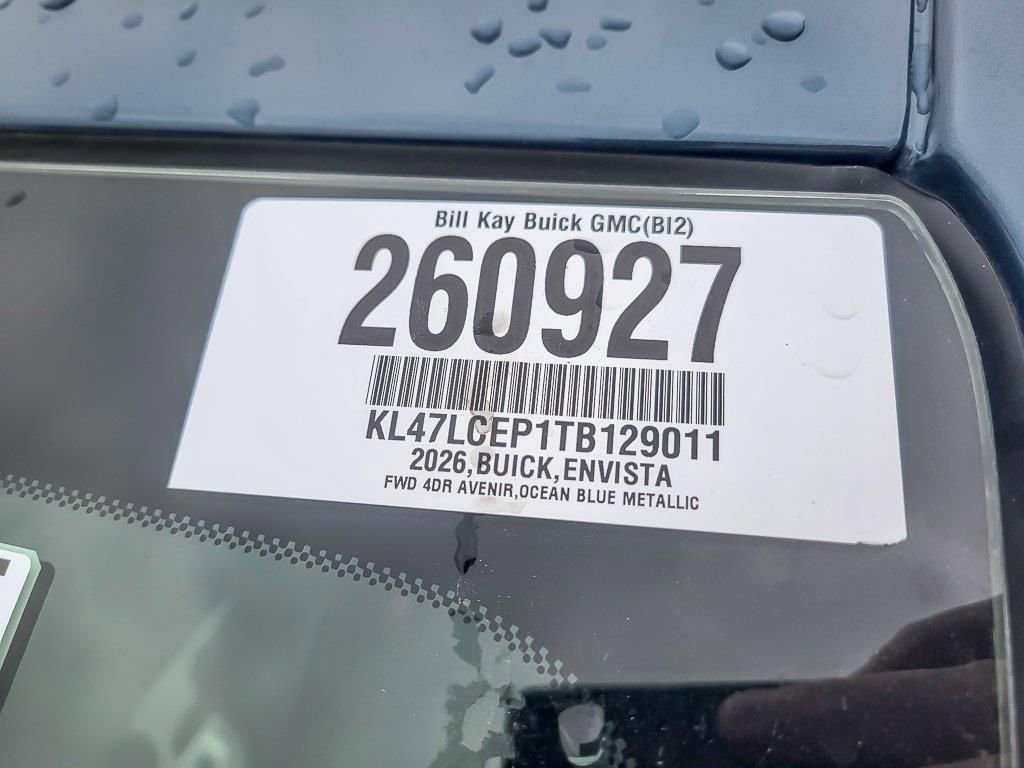 Bill Kay Buick GMC(BI2)
260927
KL47LCEP1TB129011
2026,BUICK,ENVISTA
FWD 4DR AVENIR,OCEAN BLUE METALLIC